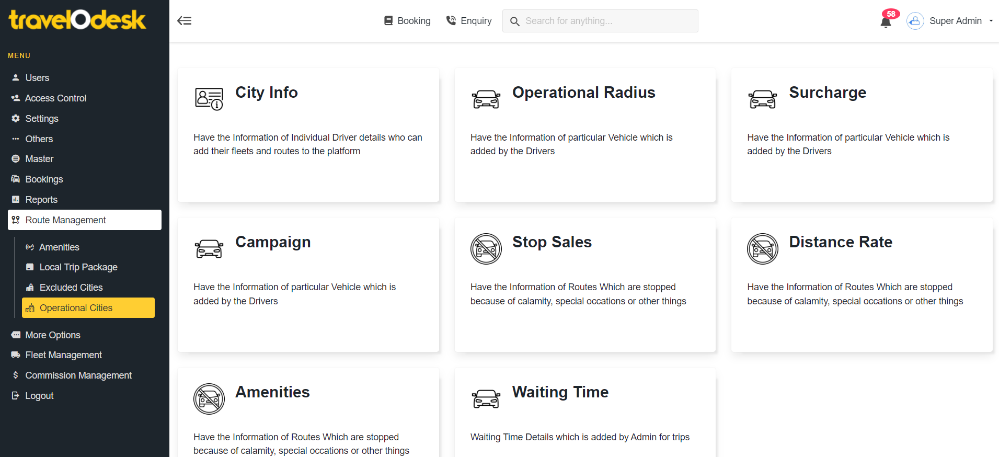 travelOdesk
Booking
Enquiry
Search for anything...
58
Super Admin
MENU
Users
Access Control
Settings
Others
Master
Bookings
Reports
Route Management
Amenities
Local Trip Package
Excluded Cities
Operational Cities
More Options
Fleet Management
Commission Management
Logout
City Info
Have the Information of Individual Driver details who can
add their fleets and routes to the platform
Operational Radius
Have the Information of particular Vehicle which is
added by the Drivers
Surcharge
Have the Information of particular Vehicle which is
added by the Drivers
Campaign
Have the Information of particular Vehicle which is
added by the Drivers
Stop Sales
Have the Information of Routes Which are stopped
because of calamity, special occations or other things
Distance Rate
Have the Information of Routes Which are stopped
because of calamity, special occations or other things
Amenities
Have the Information of Routes Which are stopped
because of calamity, special occations or other things
Waiting Time
Waiting Time Details which is added by Admin for trips